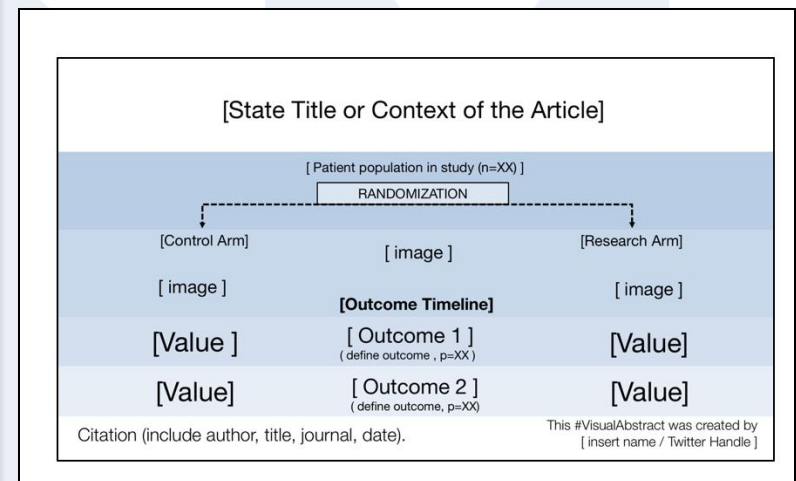 [State Title or Context of the Article]
[ Patient population in study (n=XX) ]
RANDOMIZATION
[Control Arm]
[ image ]
[Research Arm]
[ image ]
[ image ]
[Outcome Timeline]
[Value ]
[ Outcome 1 ]
( define outcome , p=XX )
[Value]
[Value]
[ Outcome 2 ]
( define outcome, p=XX)
[Value]
Citation (include author, title, journal, date).
This #VisualAbstract was created by
[ insert name / Twitter Handle ]